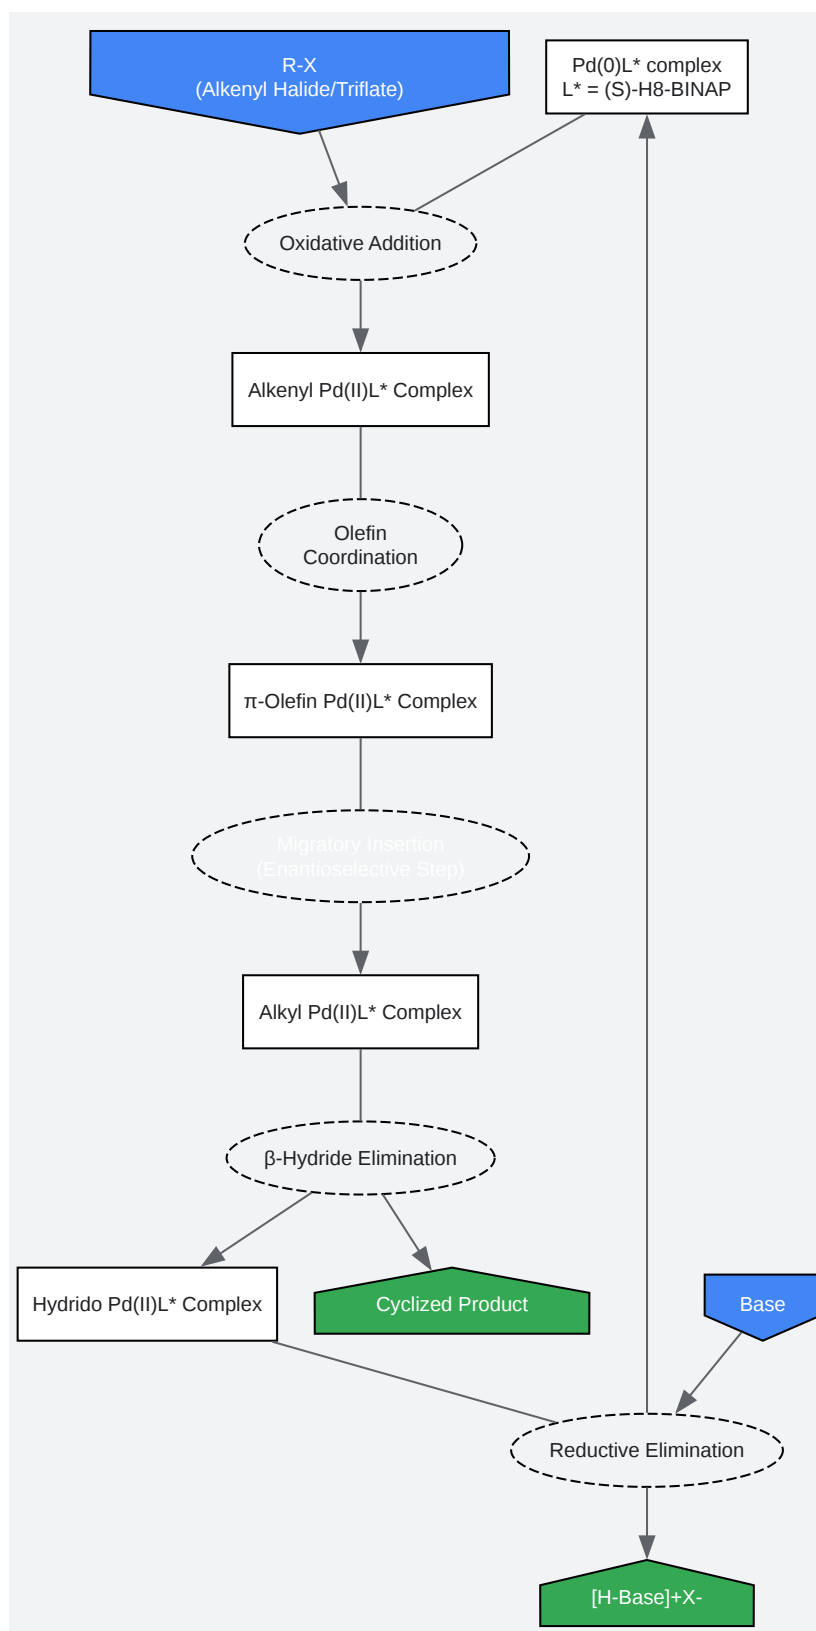 R-X
(Alkenyl Halide/Triflate)
Pd(0)L* complex
L* = (S)-H8-BINAP
Oxidative Addition
Alkenyl Pd(II)L* Complex
Olefin
Coordination
π-Olefin Pd(II)L* Complex
Migratory Insertion
(Enantioselective Step)
Alkyl Pd(II)L* Complex
β-Hydride Elimination
Hydrido Pd(II)L* Complex
Cyclized Product
Base
Reductive Elimination
[H-Base]+X-